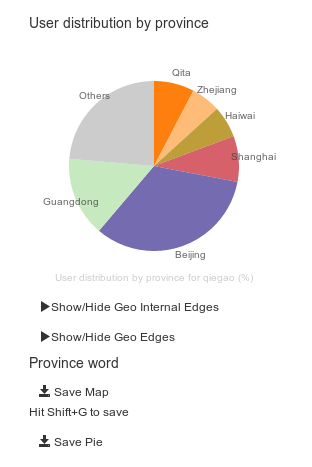 User distribution by province
Qita
Zhejiang
Others
Haiwai
Shanghai
Guangdong
Beijing
User distribution by province for qiegao (%)
Show/Hide Geo Internal Edges
Show/Hide Geo Edges
Province word
Save Map
Hit Shift+G to save
Save Pie